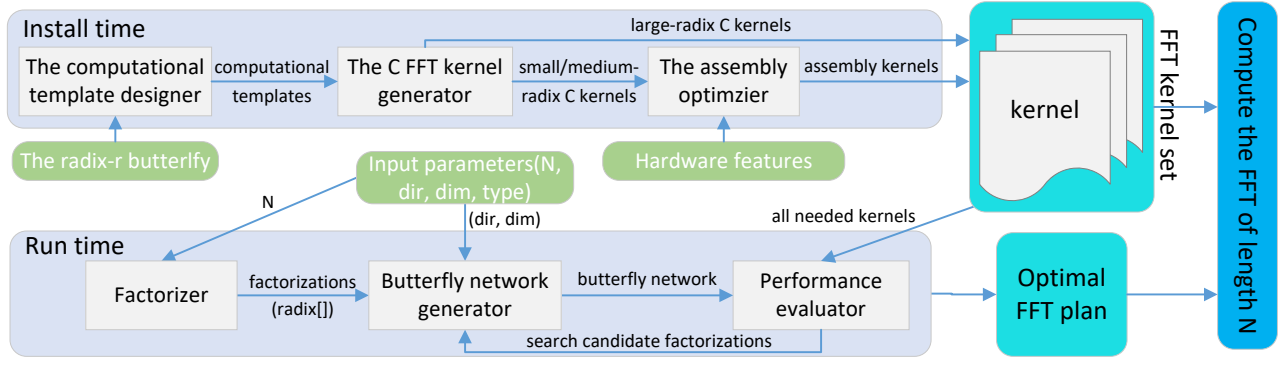 Install time
large-radix C kernels
The computational
template designer
computational
templates
The C FFT kernel
generator
small/medium-
radix C kernels
The assembly
optimzier
assembly kernels
kernel
FFT kernel set
Compute the FFT of length N
The radix-r butterlfy
Input parameters(N,
dir, dim, type)
Hardware features
N
(dir, dim)
all needed kernels
Run time
Factorizer
factorizations
(radix[])
Butterfly network
generator
butterfly network
Performance
evaluator
search candidate factorizations
Optimal
FFT plan